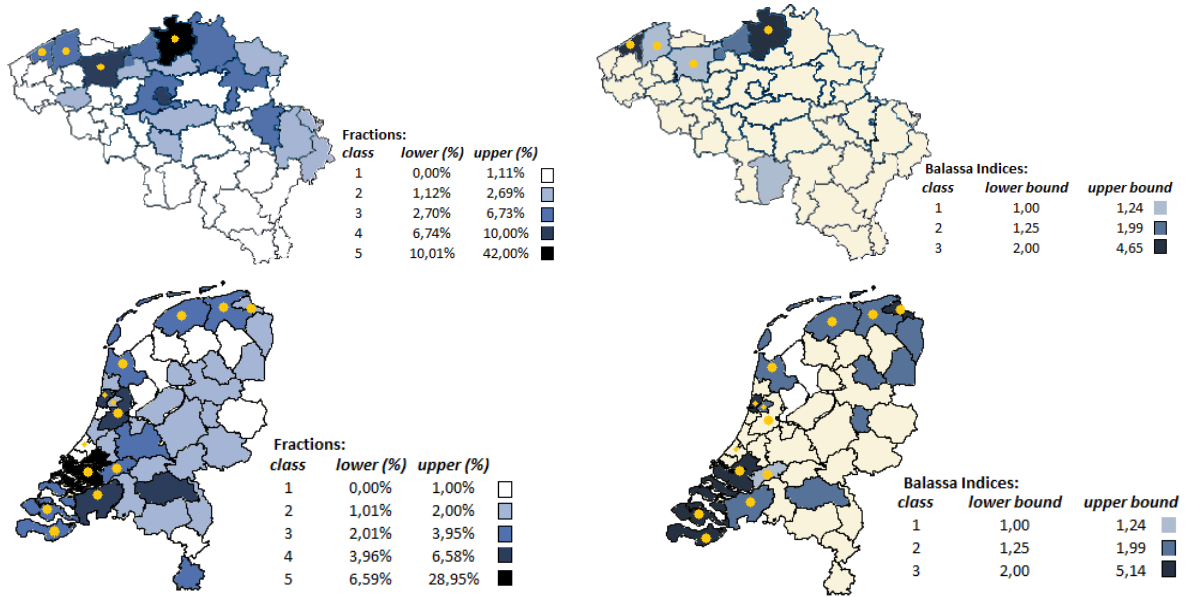 Fractions:
class lower (%) upper (%)
1 0,00% 1,11%
2 1,12% 2,69%
3 2,70% 6,73%
4 6,74% 10,00%
5 10,01% 42,00%
Balassa Indices:
class lower bound upper bound
1 1,00 1,24
2 1,25 1,99
3 2,00 4,65
Fractions:
class lower (%) upper (%)
1 0,00% 1,00%
2 1,01% 2,00%
3 2,01% 3,95%
4 3,96% 6,58%
5 6,59% 28,95%
Balassa Indices:
class lower bound upper bound
1 1,00 1,24
2 1,25 1,99
3 2,00 5,14